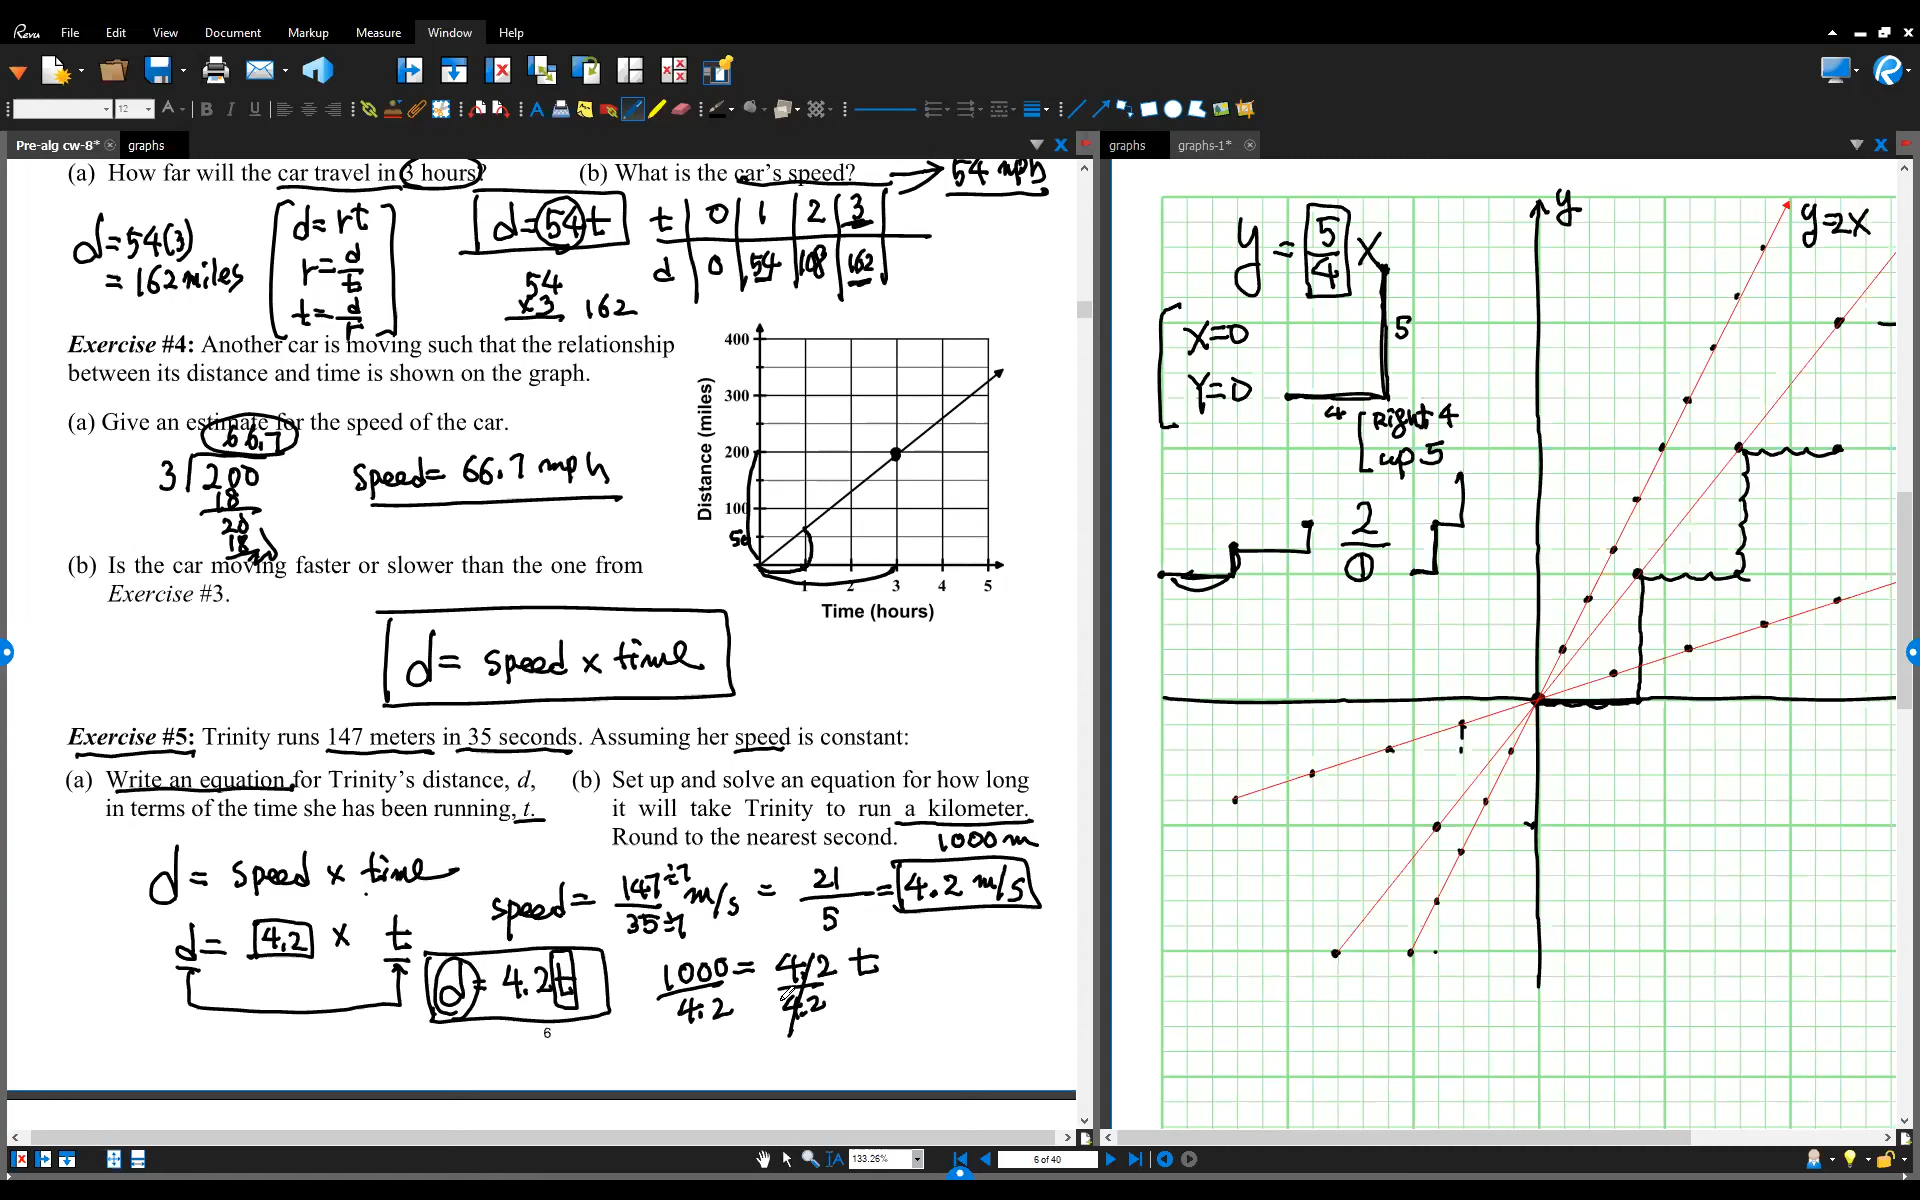 Revu File Edit View Document Markup Measure Window Help
12
Pre-alg cw-8* graphs
(a) How far will the car travel in 3 hours?
d=54(3)
= 162 miles
d=rt
r=d/t
t=d/r
d=54t
54
x3 162
(b) What is the car's speed? 54 mph
t 0 1 2 3
d 0 54 108 162
Exercise #4: Another car is moving such that the relationship
between its distance and time is shown on the graph.
(a) Give an estimate for the speed of the car.
66.7
3 200
18
20
18
speed= 66.7 mph
400
300
200
100
50
Distance (miles)
1 2 3 4 5
Time (hours)
(b) Is the car moving faster or slower than the one from
Exercise #3.
d= speed x time
Exercise #5: Trinity runs 147 meters in 35 seconds. Assuming her speed is constant:
(a) Write an equation for Trinity's distance, d,
in terms of the time she has been running, t.
d= speed x time
d= 4.2 x t
d= 4.2t
(b) Set up and solve an equation for how long
it will take Trinity to run a kilometer.
Round to the nearest second. 1000m
speed= 147÷7/35÷7 m/s = 21/5 = 4.2 m/s
1000/4.2 = 4.2/4.2 t
6
133.26%
6 of 40
graphs graphs-1*
y
y=2x
y = 5/4 x
x=0
y=0
5
4
Right 4
up 5
2/1